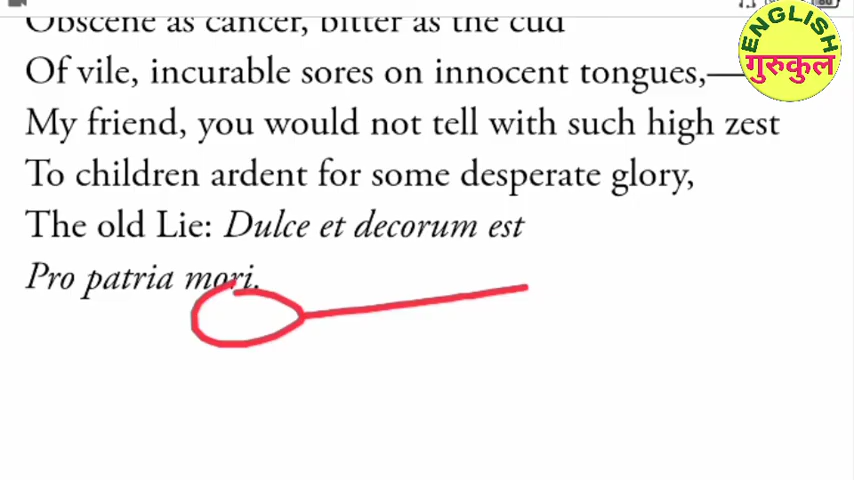 Obscene as cancer, bitter as the cud
Of vile, incurable sores on innocent tongues,—
My friend, you would not tell with such high zest
To children ardent for some desperate glory,
The old Lie: Dulce et decorum est
Pro patria mori.
ENGLISH
गुरुकुल